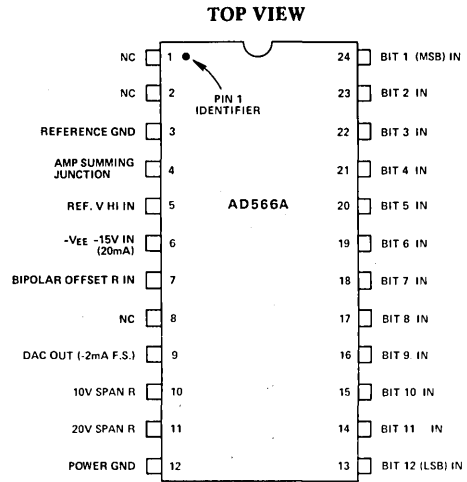 TOP VIEW
NC 1 24 BIT 1 (MSB) IN
PIN 1
IDENTIFIER
NC 2 23 BIT 2 IN
REFERENCE GND 3 22 BIT 3 IN
AMP SUMMING
JUNCTION 4 21 BIT 4 IN
REF. V HI IN 5 AD566A 20 BIT 5 IN
-VEE -15V IN
(20mA) 6 19 BIT 6 IN
BIPOLAR OFFSET R IN 7 18 BIT 7 IN
NC 8 17 BIT 8 IN
DAC OUT (-2mA F.S.) 9 16 BIT 9 IN
10V SPAN R 10 15 BIT 10 IN
20V SPAN R 11 14 BIT 11 IN
POWER GND 12 13 BIT 12 (LSB) IN